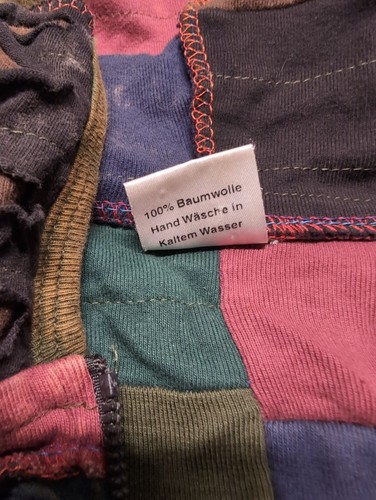 100% Baumwolle
Hand Wäsche in
Kaltem Wasser